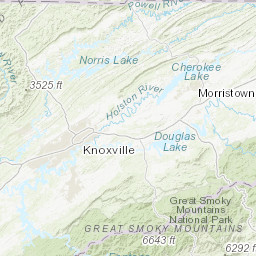 Powell River
Norris Lake
Cherokee
Lake
3525 ft
River
Holston River
Morristown
Knoxville
Douglas
Lake
Great Smoky
Mountains
National Park
GREAT SMOKY MOUNTAINS
6643 ft
6292 ft